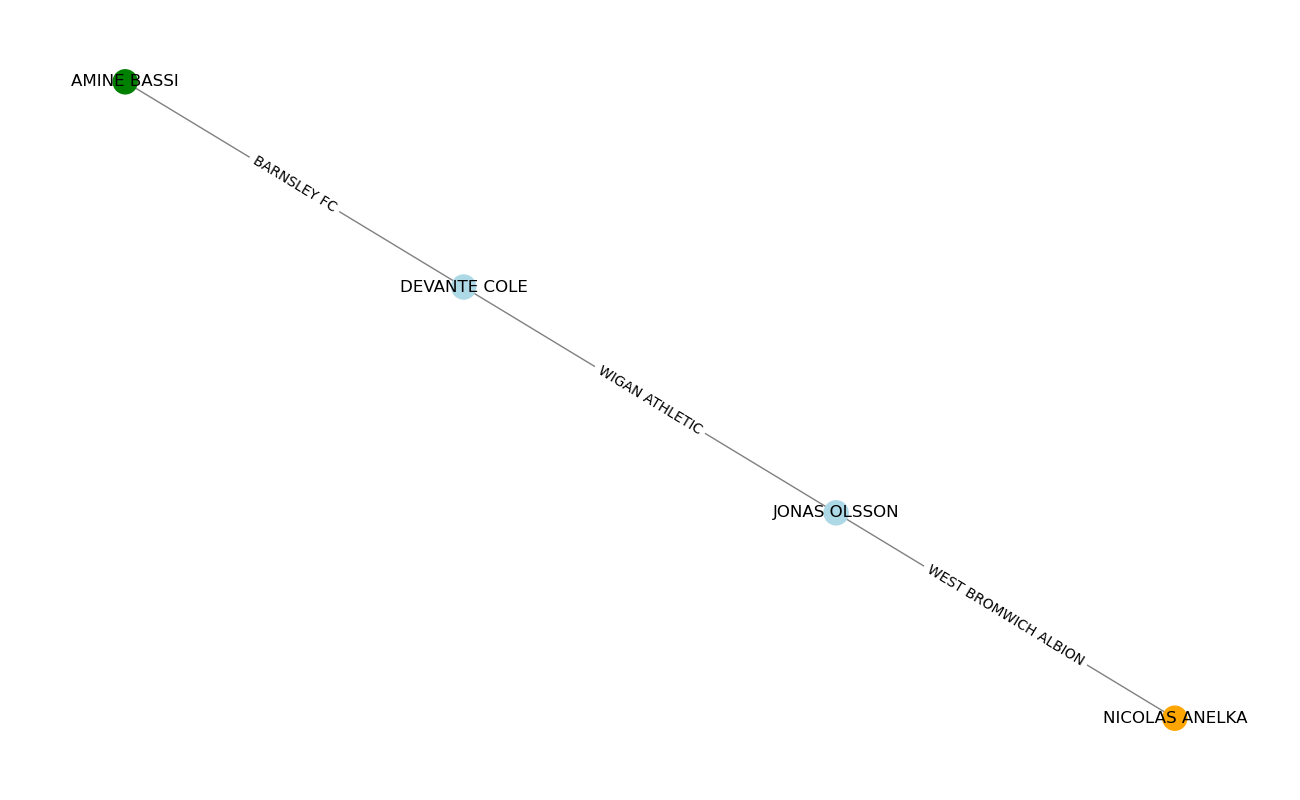 AMINE BASSI
BARNSLEY FC
DEVANTE COLE
WIGAN ATHLETIC
JONAS OLSSON
WEST BROMWICH ALBION
NICOLAS ANELKA